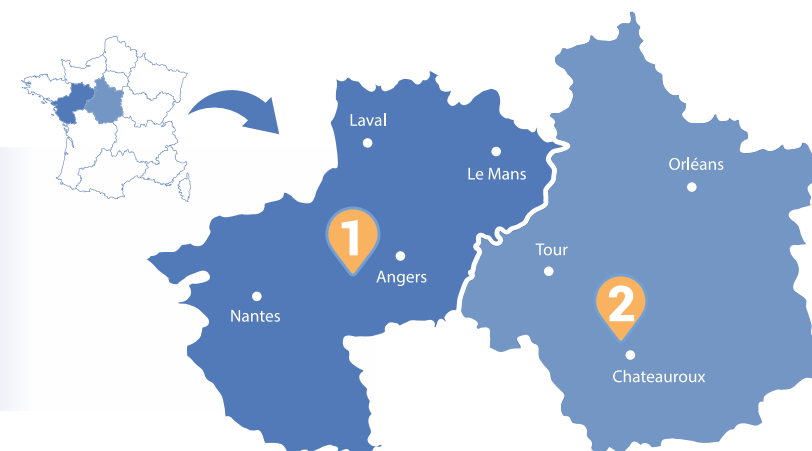 Laval
Le Mans
Orléans
1
Tour
Angers
Nantes
2
Chateauroux